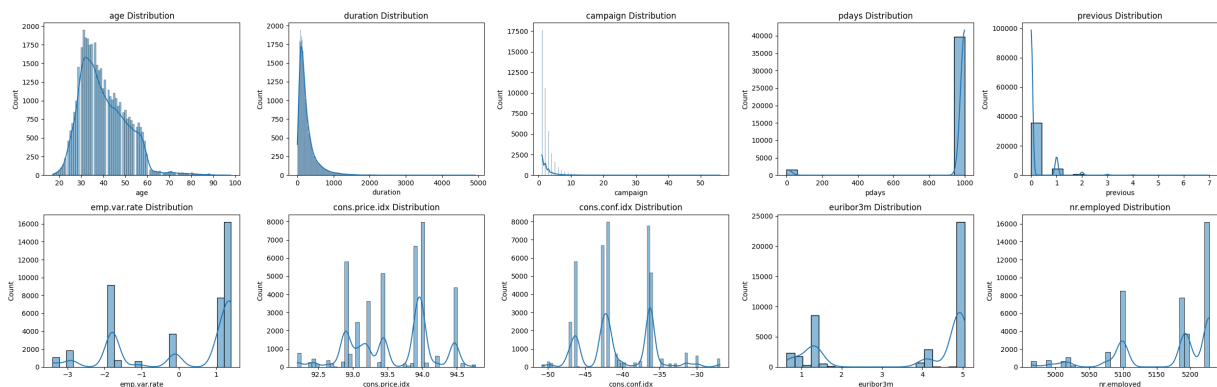 age Distribution
2000
1750
1500
1250
1000
750
500
250
0
Count
20 30 40 50 60 70 80 90 100
age
duration Distribution
2000
1750
1500
1250
1000
750
500
250
0
Count
0 1000 2000 3000 4000 5000
duration
campaign Distribution
17500
15000
12500
10000
7500
5000
2500
0
Count
0 10 20 30 40 50
campaign
pdays Distribution
40000
35000
30000
25000
20000
15000
10000
5000
0
Count
0 200 400 600 800 1000
pdays
previous Distribution
100000
80000
60000
40000
20000
0
Count
0 1 2 3 4 5 6 7
previous
emp.var.rate Distribution
16000
14000
12000
10000
8000
6000
4000
2000
0
Count
−3 −2 −1 0 1
emp.var.rate
cons.price.idx Distribution
8000
7000
6000
5000
4000
3000
2000
1000
0
Count
92.5 93.0 93.5 94.0 94.5
cons.price.idx
cons.conf.idx Distribution
8000
7000
6000
5000
4000
3000
2000
1000
0
Count
−50 −45 −40 −35 −30
cons.conf.idx
euribor3m Distribution
25000
20000
15000
10000
5000
0
Count
1 2 3 4 5
euribor3m
nr.employed Distribution
16000
14000
12000
10000
8000
6000
4000
2000
0
Count
5000 5050 5100 5150 5200
nr.employed